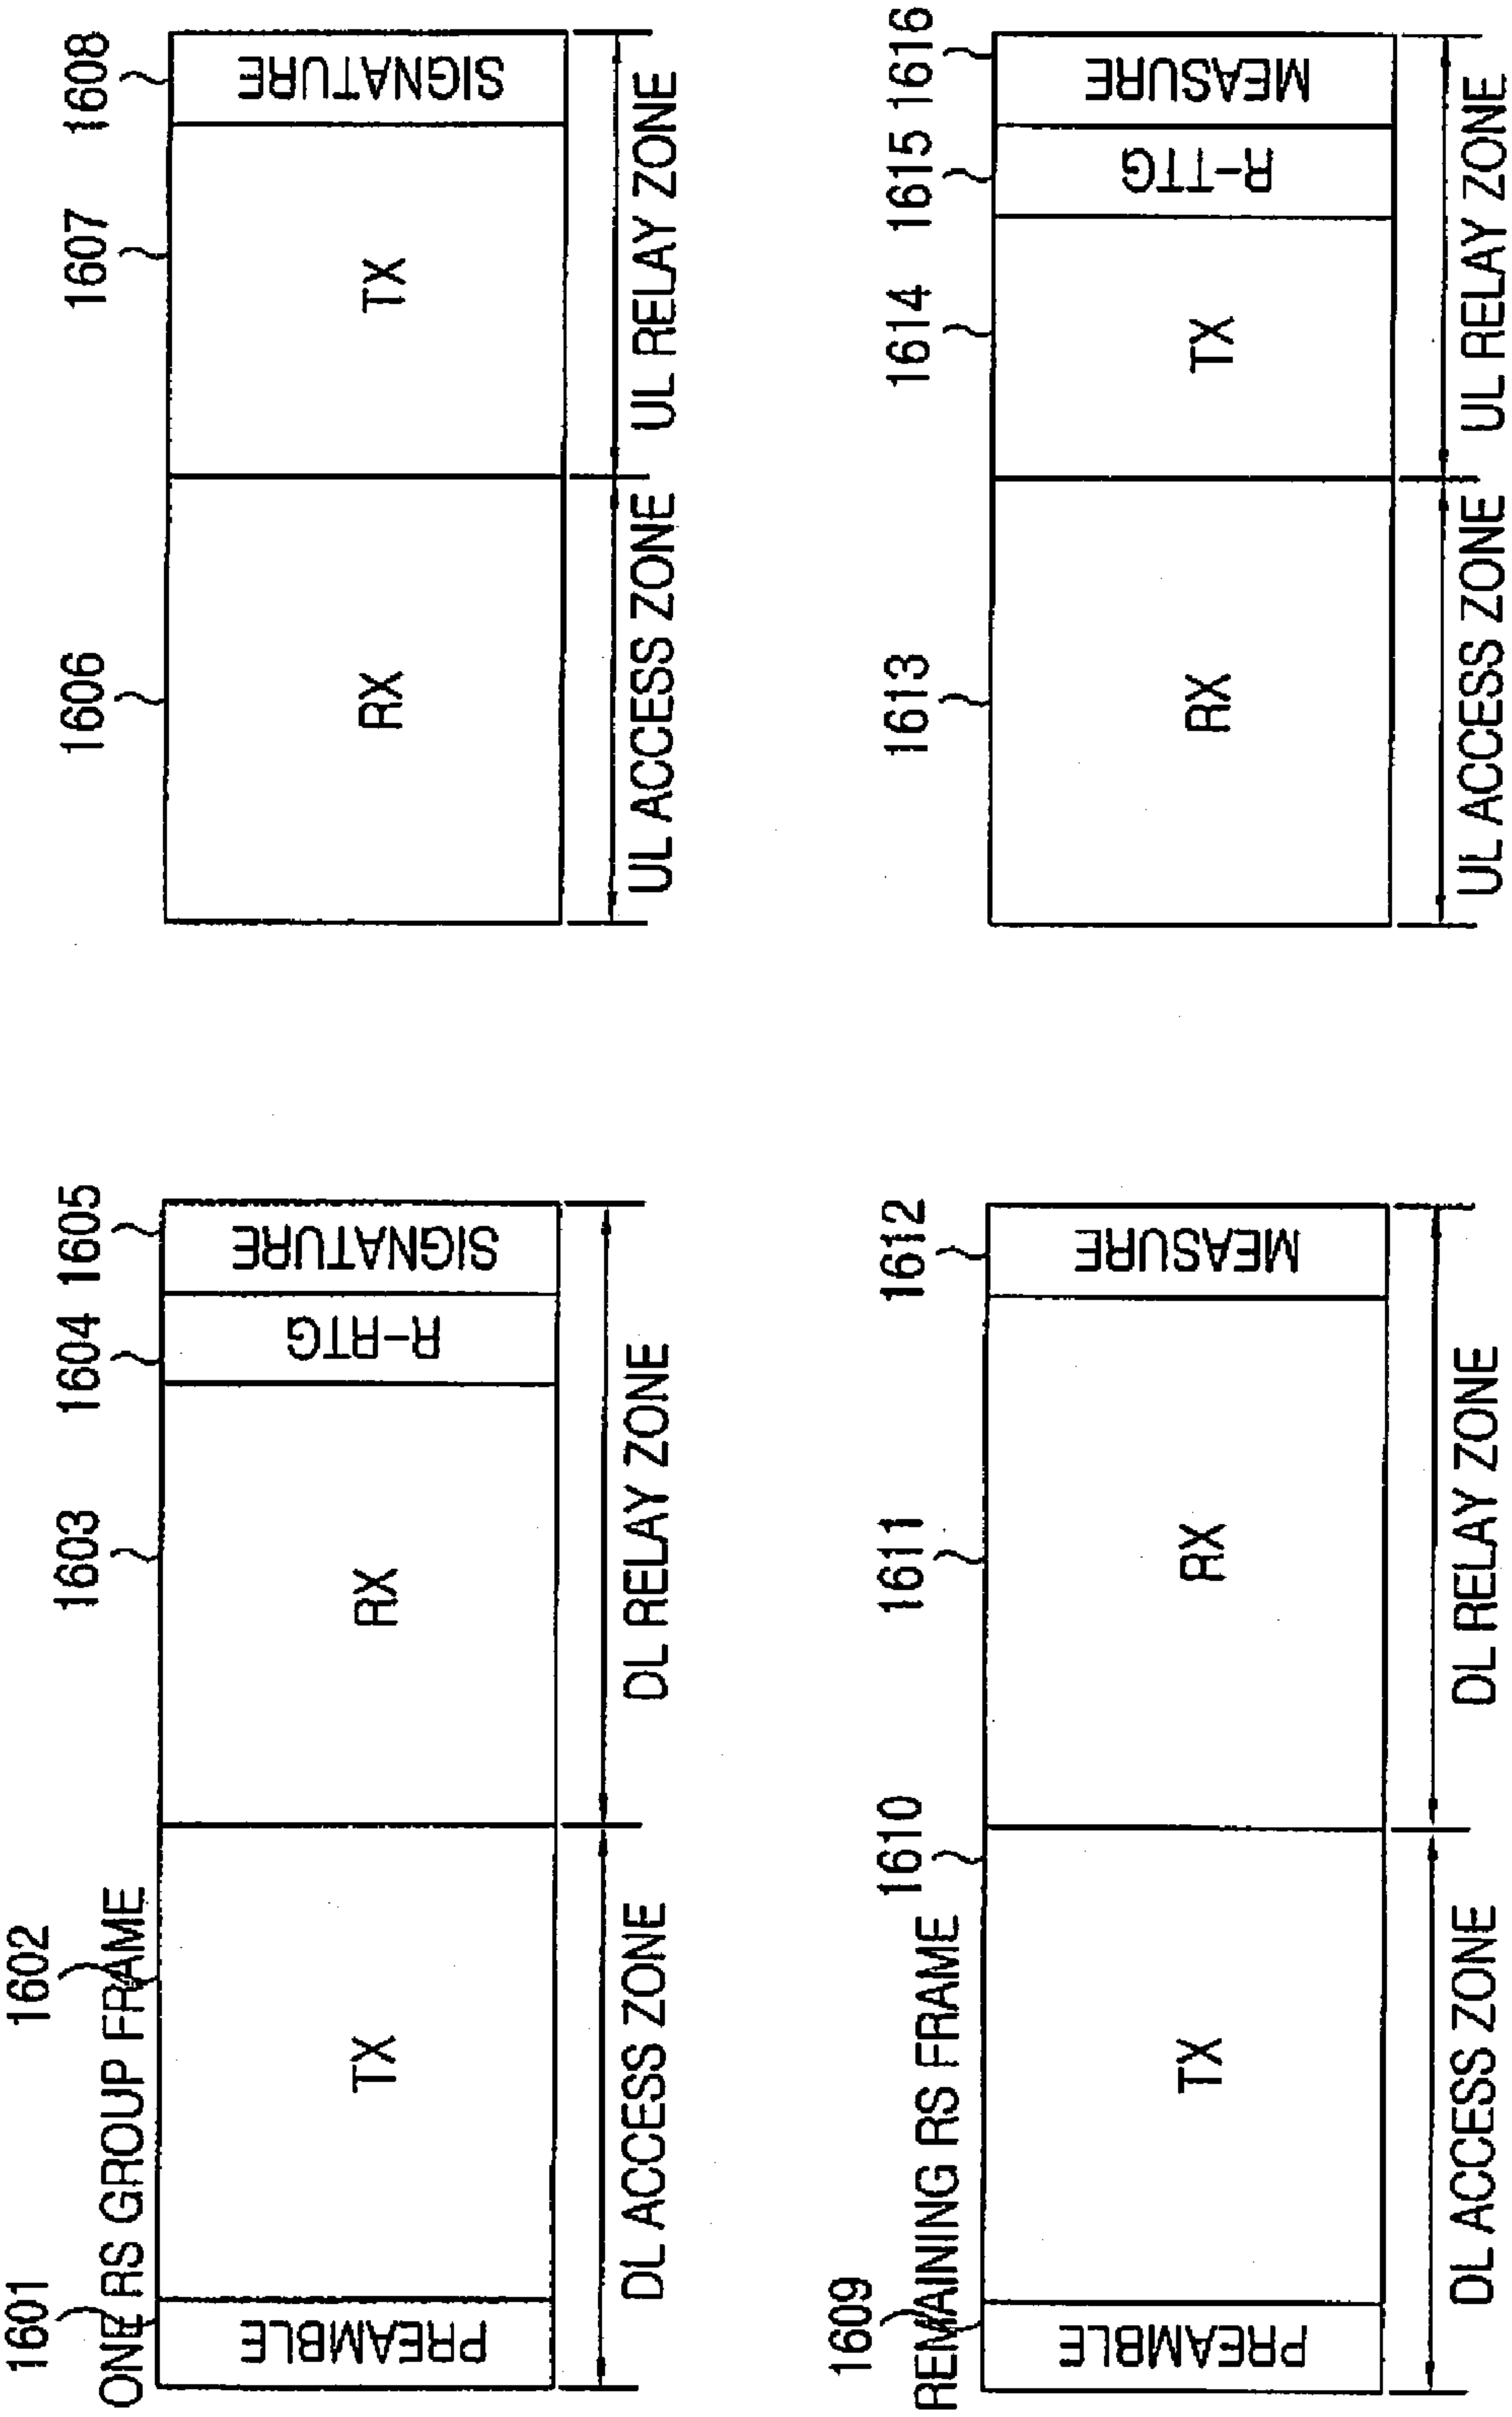 ONE RS GROUP FRAME
1601
1602
1603
1604
1605
PREAMBLE
TX
RX
R-RTG
SIGNATURE
DL ACCESS ZONE
DL RELAY ZONE
1606
1607
1608
RX
TX
SIGNATURE
UL ACCESS ZONE
UL RELAY ZONE
REMAINING RS FRAME
1609
1610
1611
1612
PREAMBLE
TX
RX
MEASURE
DL ACCESS ZONE
DL RELAY ZONE
1613
1614
1615
1616
RX
TX
R-TTG
MEASURE
UL ACCESS ZONE
UL RELAY ZONE